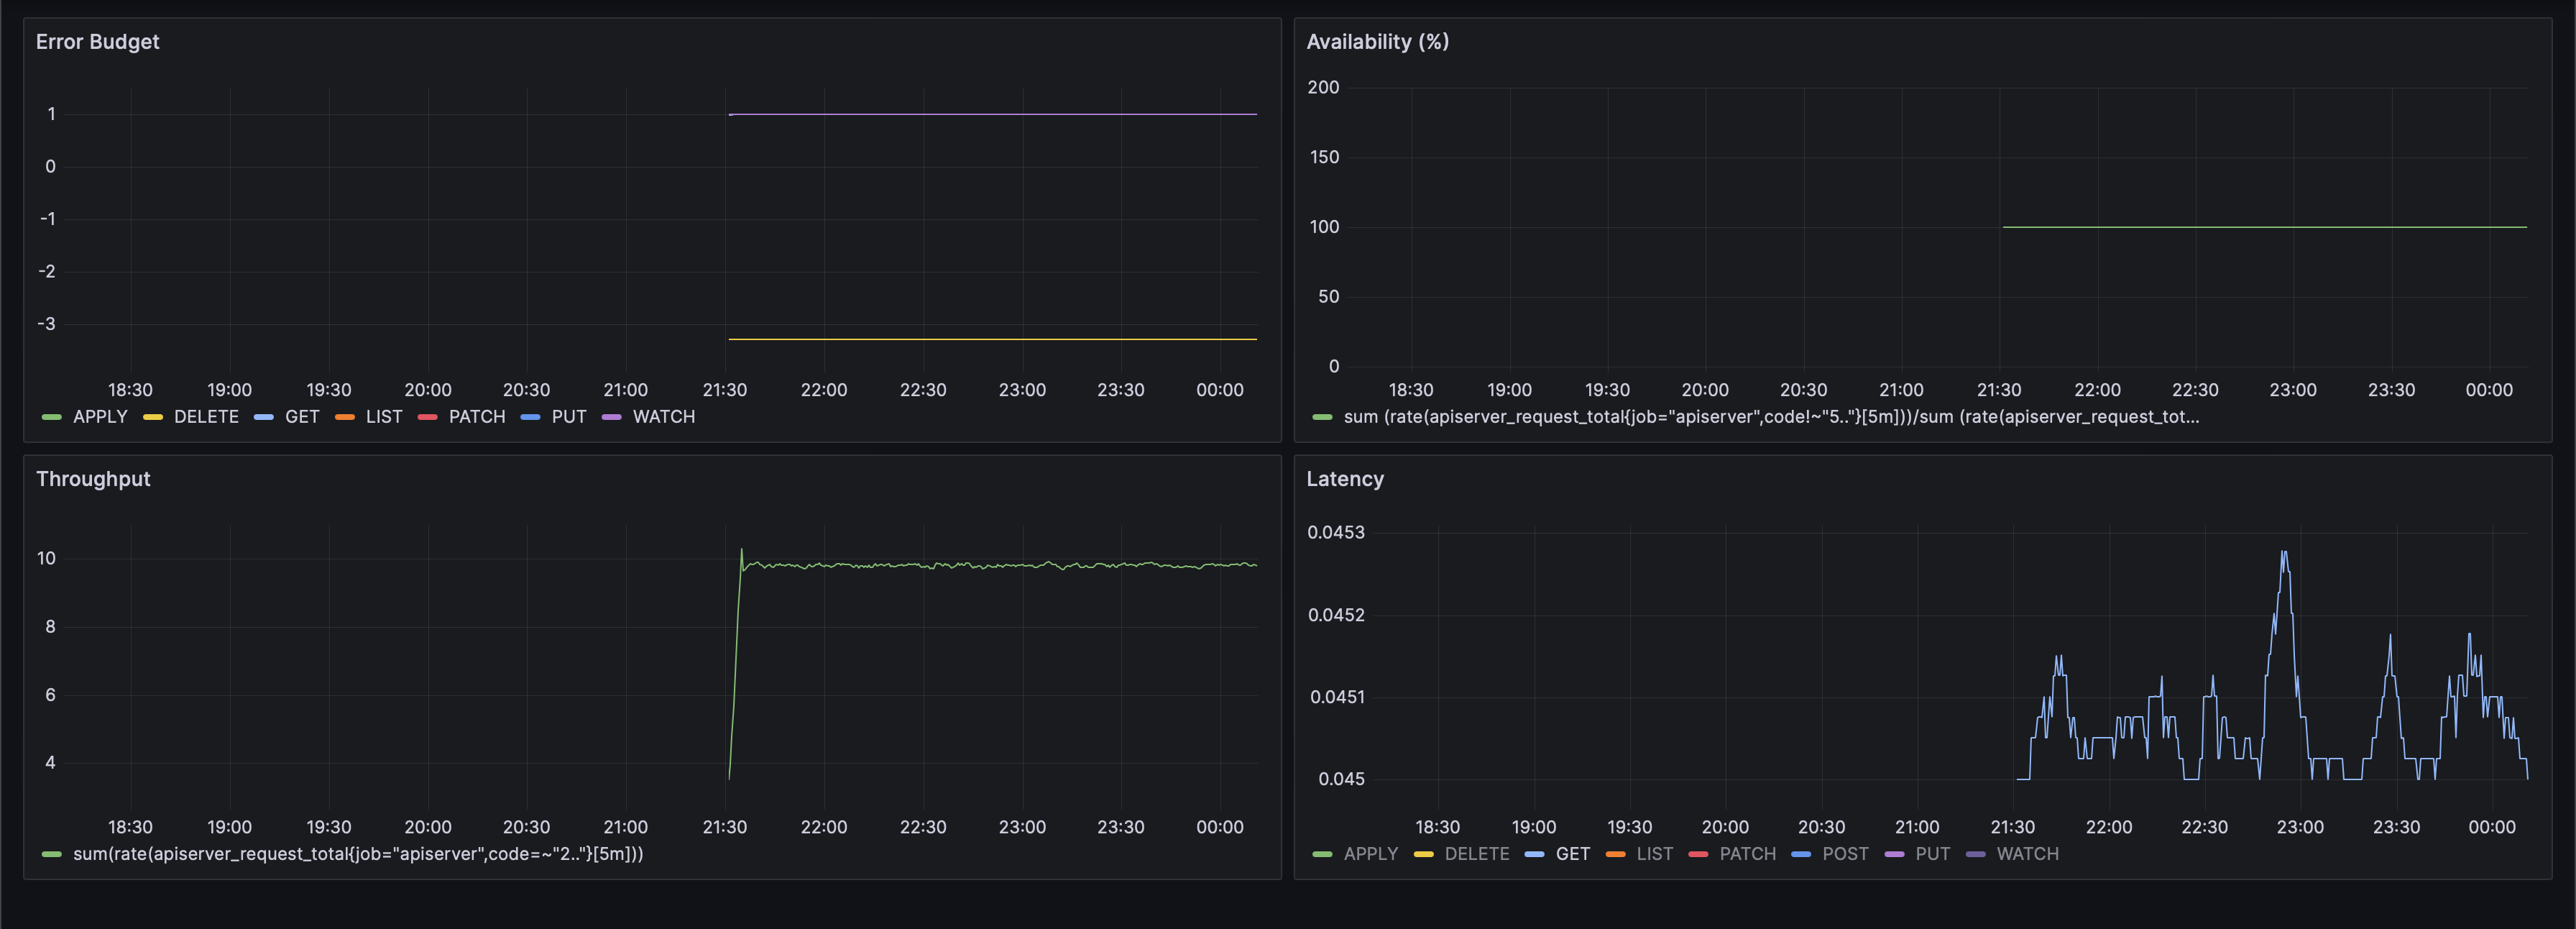 Error Budget
1
0
-1
-2
-3
18:30 19:00 19:30 20:00 20:30 21:00 21:30 22:00 22:30 23:00 23:30 00:00
APPLY DELETE GET LIST PATCH PUT WATCH
Availability (%)
200
150
100
50
0
18:30 19:00 19:30 20:00 20:30 21:00 21:30 22:00 22:30 23:00 23:30 00:00
sum (rate(apiserver_request_total{job="apiserver",code!~"5.."}[5m]))/sum (rate(apiserver_request_tot...
Throughput
10
8
6
4
18:30 19:00 19:30 20:00 20:30 21:00 21:30 22:00 22:30 23:00 23:30 00:00
sum(rate(apiserver_request_total{job="apiserver",code=~"2.."}[5m]))
Latency
0.0453
0.0452
0.0451
0.045
18:30 19:00 19:30 20:00 20:30 21:00 21:30 22:00 22:30 23:00 23:30 00:00
APPLY DELETE GET LIST PATCH POST PUT WATCH